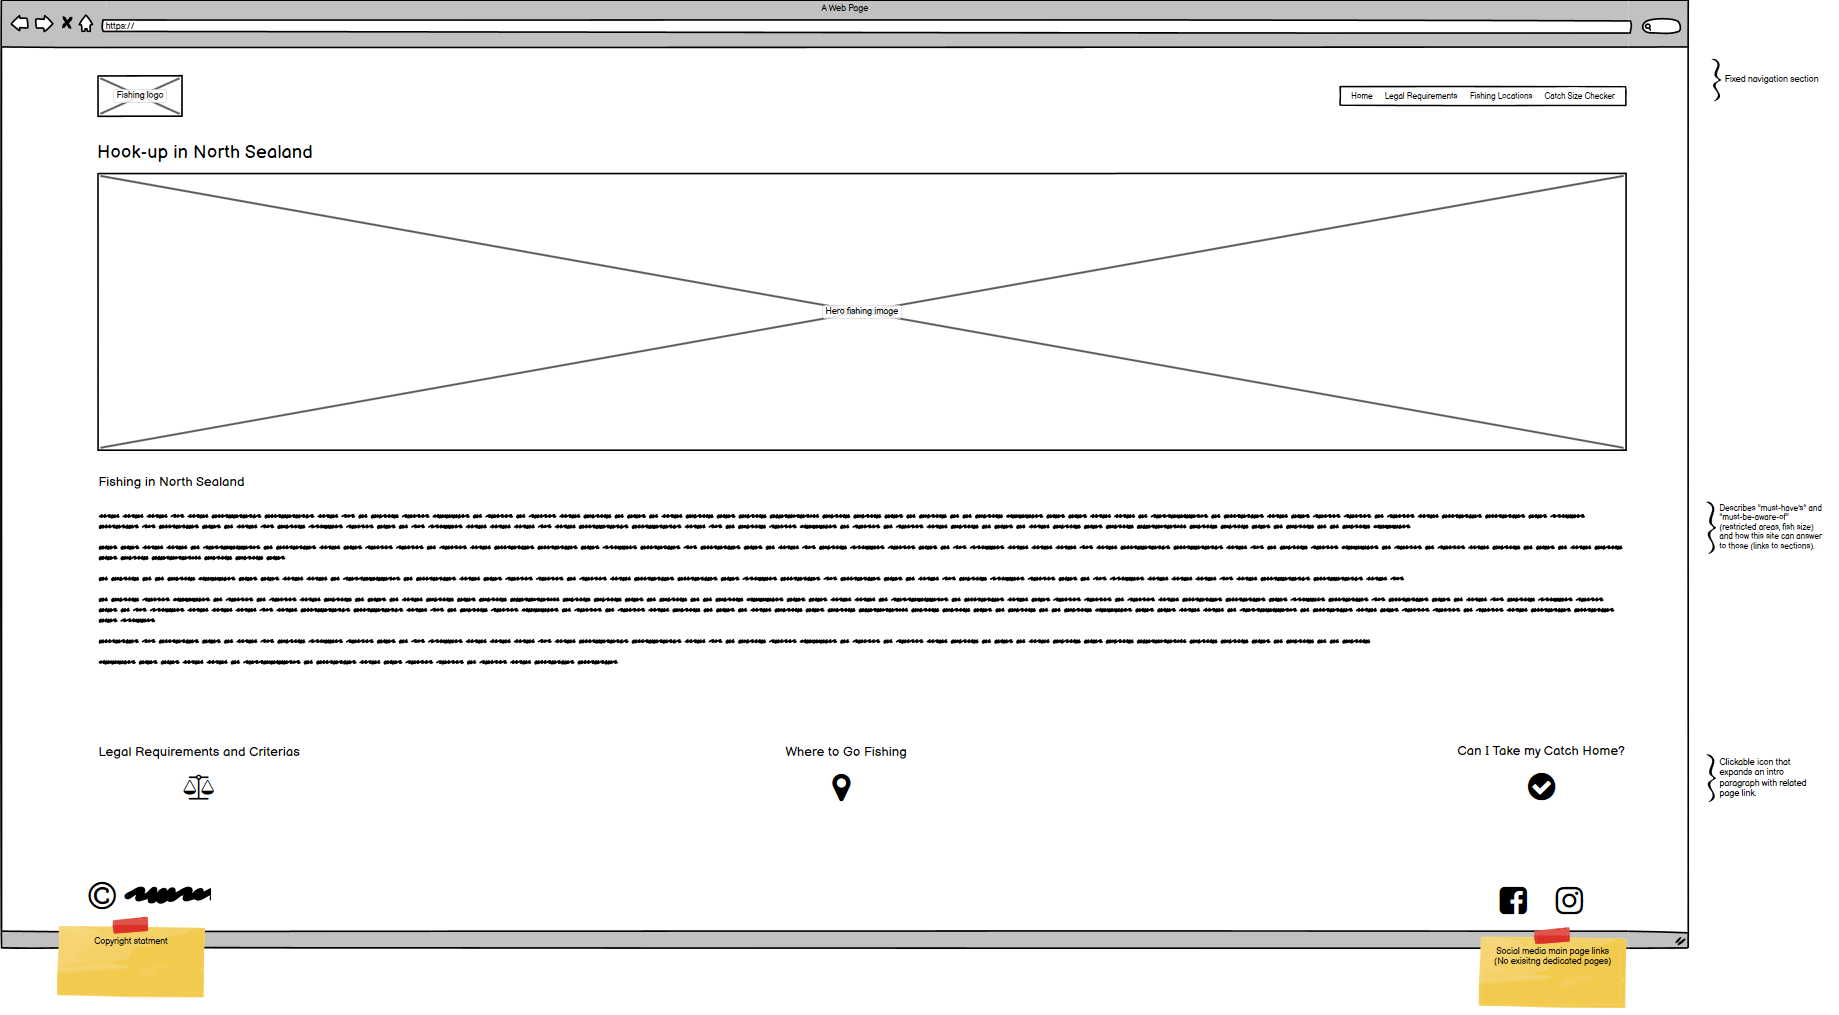 A Web Page
https://
Fishing logo
Home Legal Requirements Fishing Locations Catch Size Checker
Fixed navigation section
Hook-up in North Sealand
Hero fishing image
Fishing in North Sealand
Describes "must-have's" and
"must-be-aware-of"
(restricted areas, fish size)
and how this site can answer
to those (links to sections).
Legal Requirements and Criterias
Where to Go Fishing
Can I Take my Catch Home?
Clickable icon that
expands an intro
paragraph with related
page link.
©
Copyright statment
Social media main page links
(No exisitng dedicated pages)